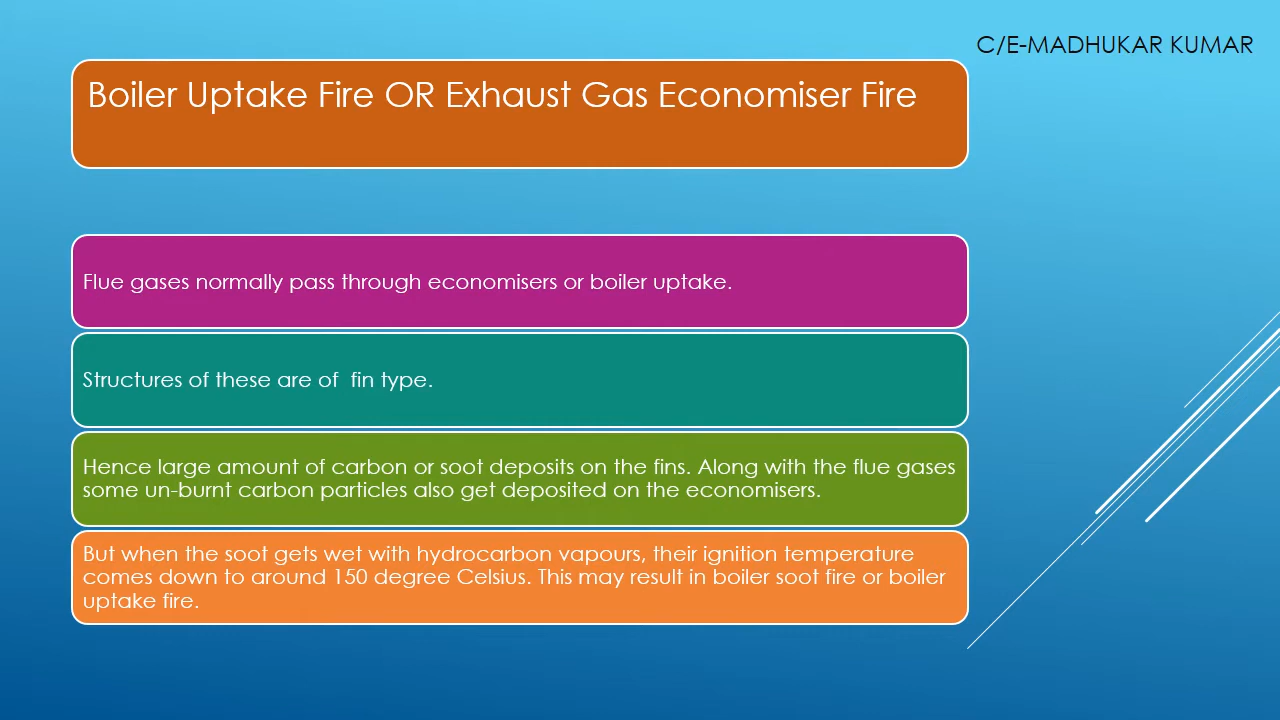 C/E-MADHUKAR KUMAR
Boiler Uptake Fire OR Exhaust Gas Economiser Fire
Flue gases normally pass through economisers or boiler uptake.
Structures of these are of  fin type.
Hence large amount of carbon or soot deposits on the fins. Along with the flue gases
some un-burnt carbon particles also get deposited on the economisers.
But when the soot gets wet with hydrocarbon vapours, their ignition temperature
comes down to around 150 degree Celsius. This may result in boiler soot fire or boiler
uptake fire.